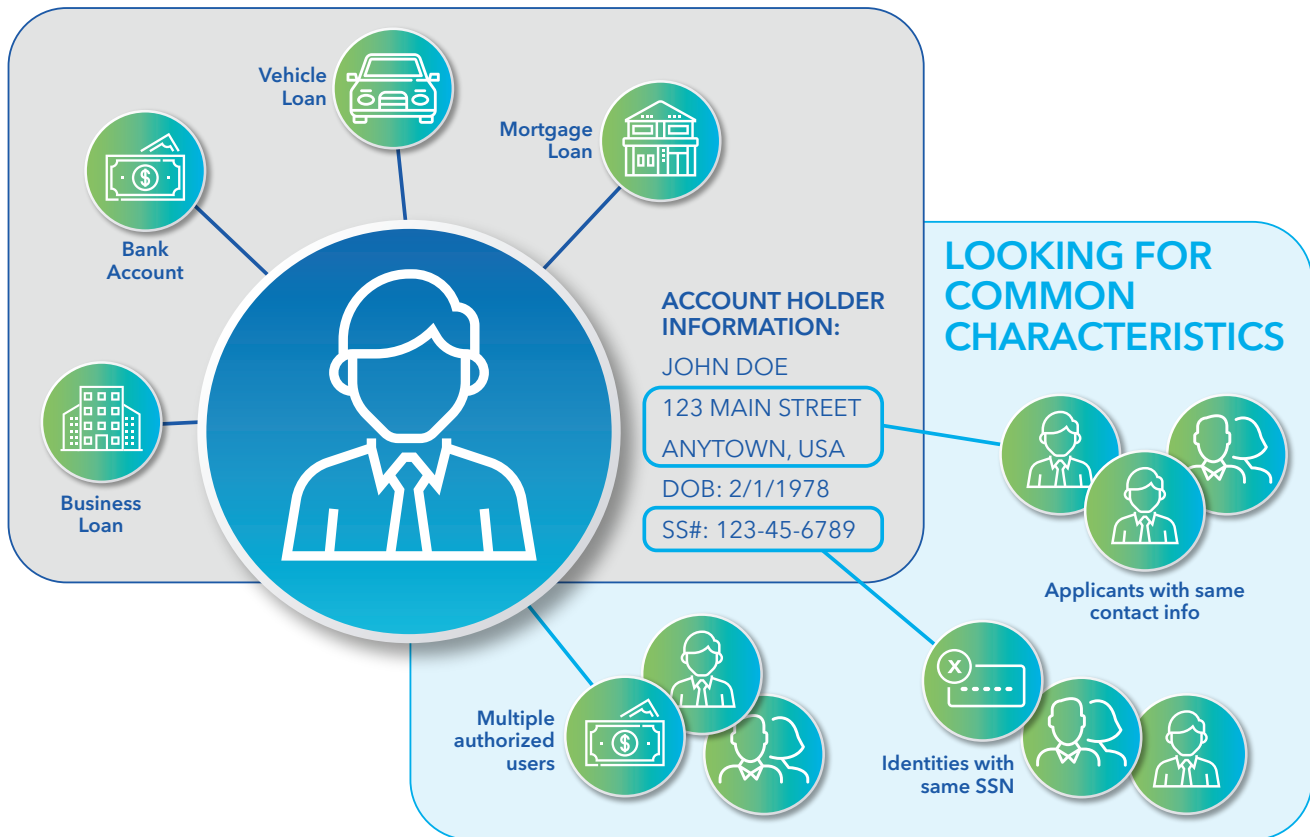 Vehicle
Loan
Mortgage
Loan
Bank
Account
Business
Loan
ACCOUNT HOLDER
INFORMATION:
JOHN DOE
123 MAIN STREET
ANYTOWN, USA
DOB: 2/1/1978
SS#: 123-45-6789
LOOKING FOR
COMMON
CHARACTERISTICS
Applicants with same
contact info
Multiple
authorized
users
Identities with
same SSN
$
$
X